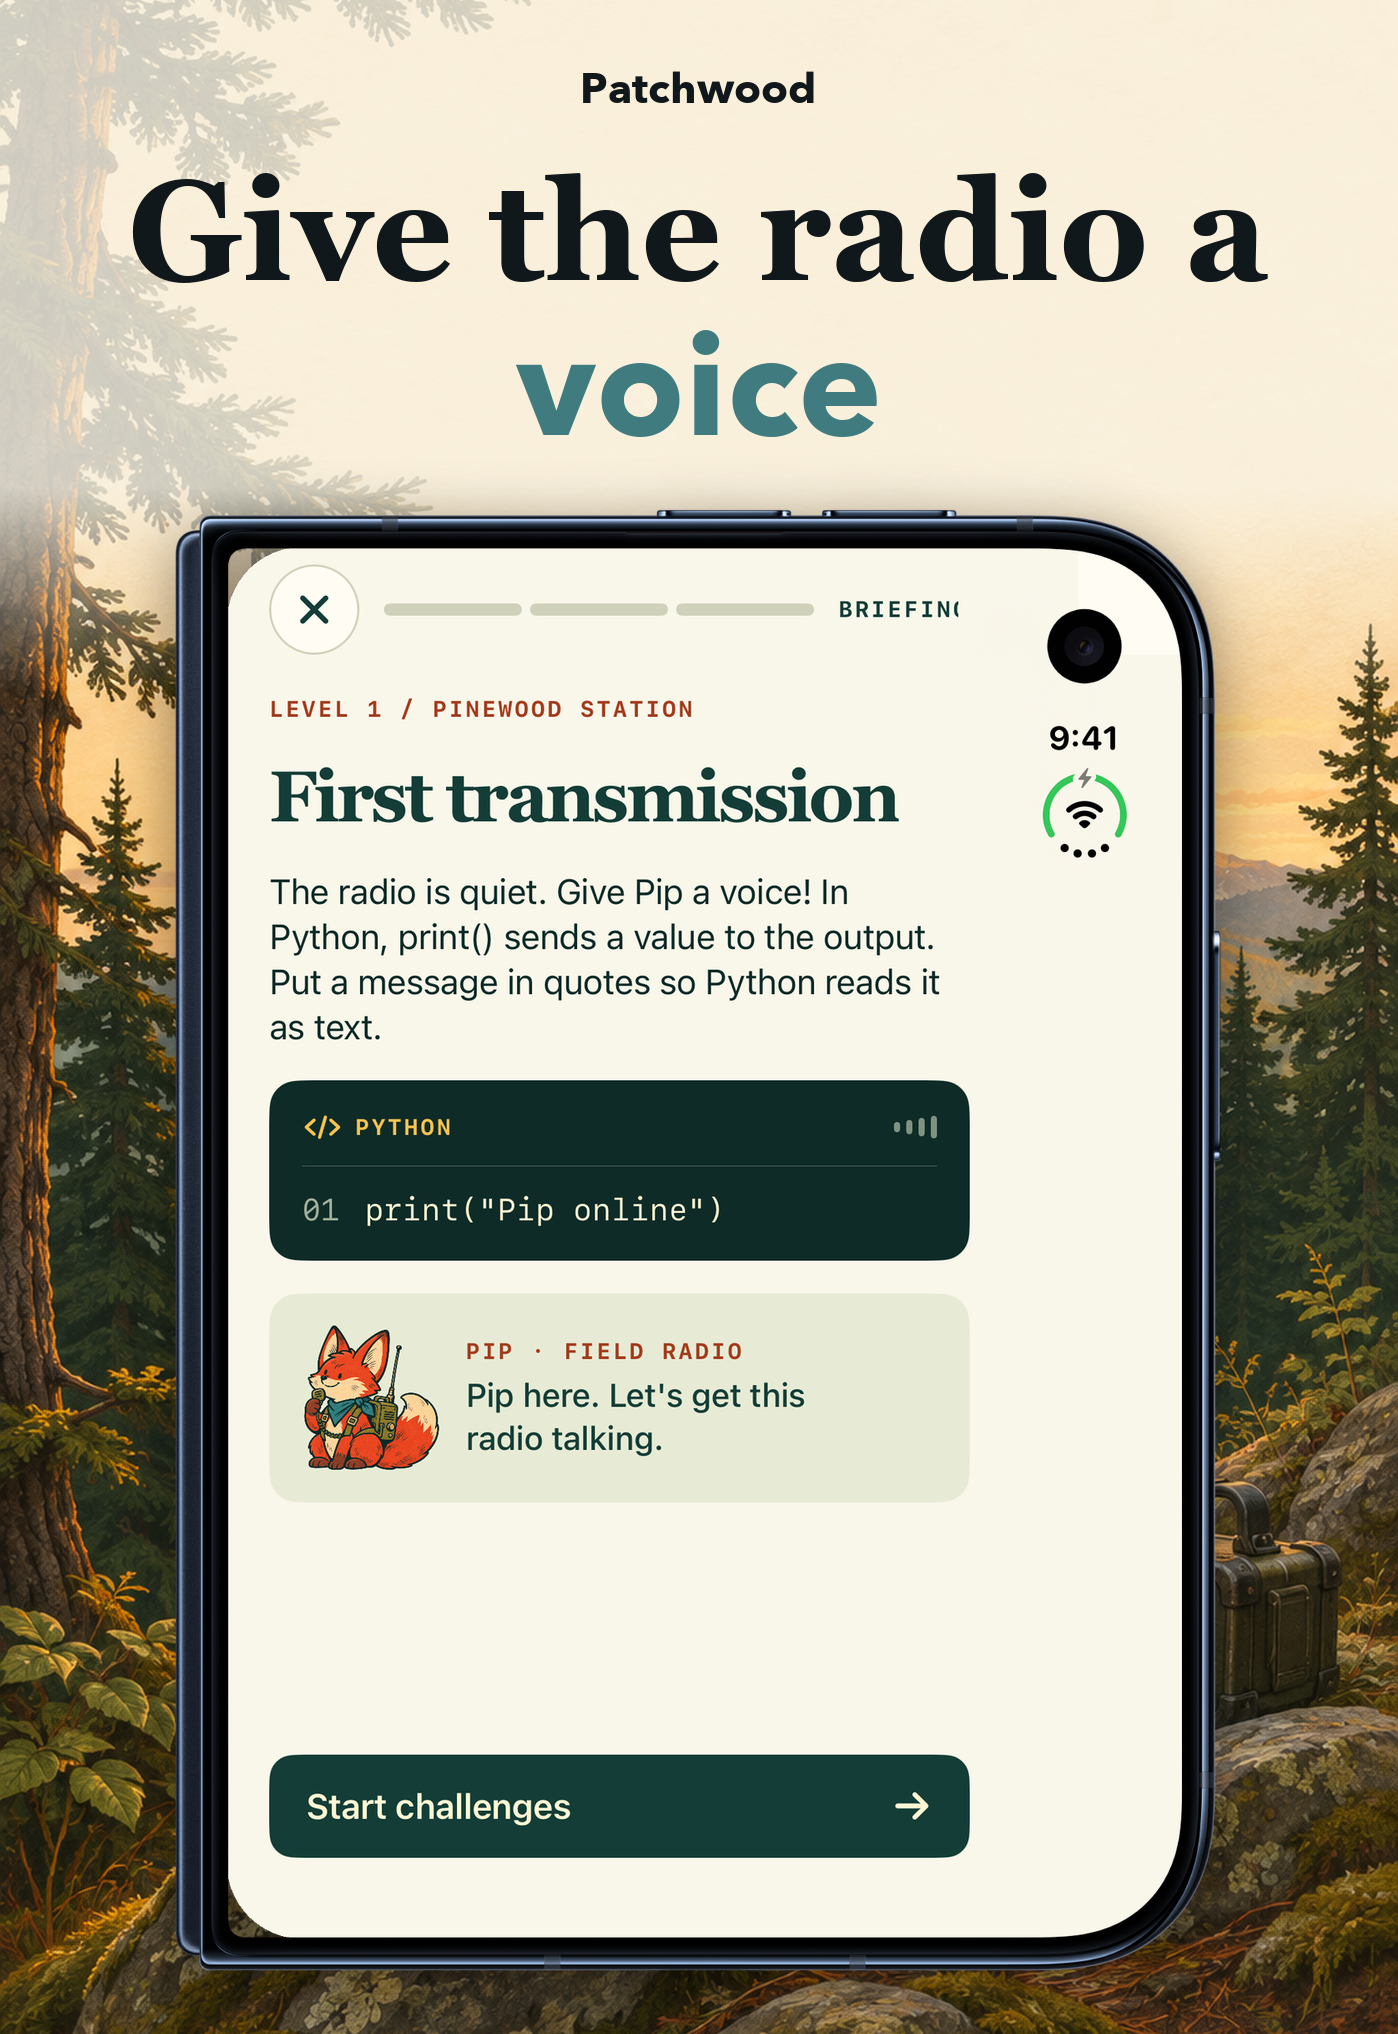 Patchwood
Give the radio a
voice
BRIEFIN
LEVEL 1 / PINEWOOD STATION
9:41
First transmission
The radio is quiet. Give Pip a voice! In
Python, print() sends a value to the output.
Put a message in quotes so Python reads it
as text.
</> PYTHON
01 print("Pip online")
PIP · FIELD RADIO
Pip here. Let's get this
radio talking.
Start challenges